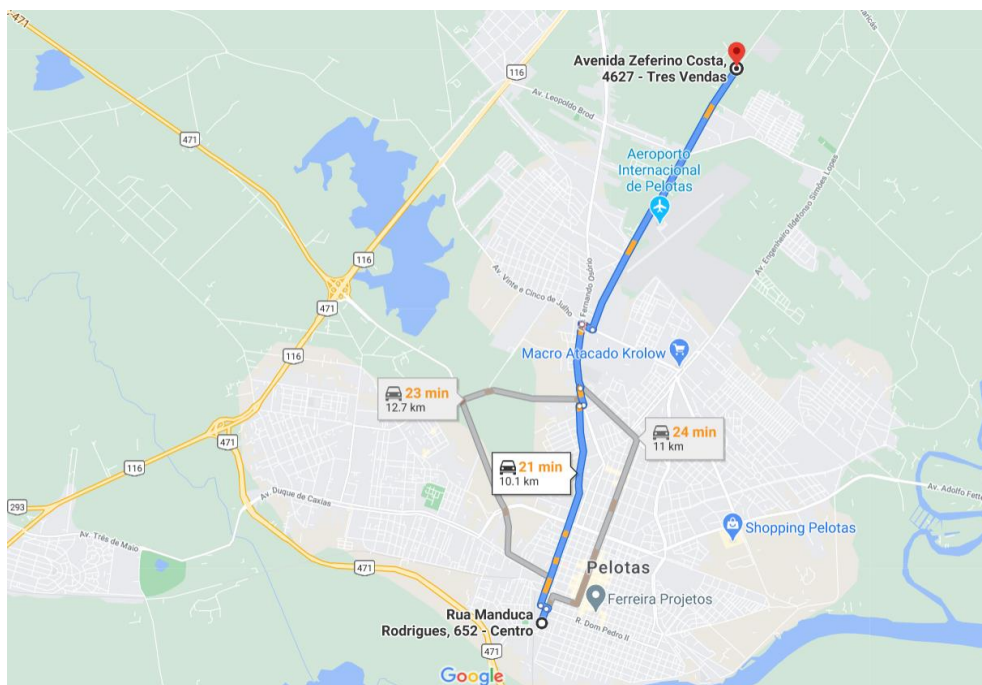 -471
116
Avenida Zeferino Costa,
4627 - Tres Vendas
Av. Leopoldo Brod
471
Aeroporto
Internacional
de Pelotas
Av. Engenheiro Ildefonso Simões Lopes
116
Av. Vinte e Cinco de Julho
Fernando Osório
471
116
Macro Atacado Krolow
23 min
12.7 km
24 min
11 km
471
116
21 min
10.1 km
Av. Duque de Caxias
293
Av. Adolfo Fette
Shopping Pelotas
Av. Três de Maio
471
Pelotas
Ferreira Projetos
Rua Manduca
Rodrigues, 652 - Centro
R. Dom Pedro II
471
Google